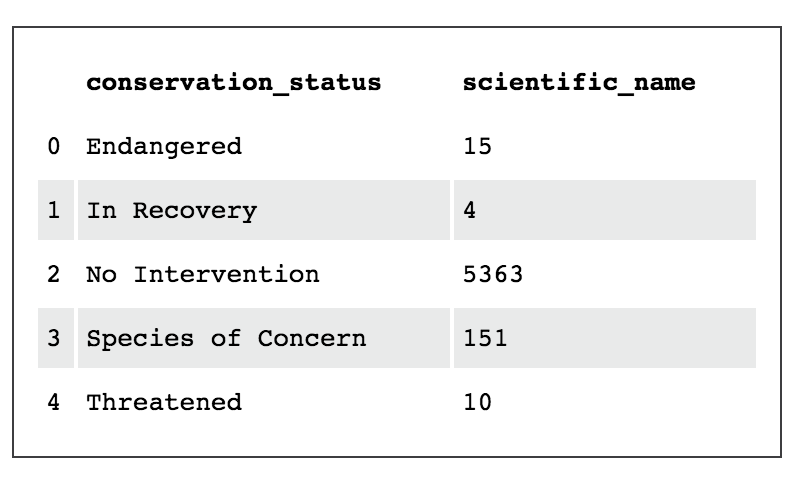 conservation_status scientific_name
0 Endangered 15
1 In Recovery 4
2 No Intervention 5363
3 Species of Concern 151
4 Threatened 10